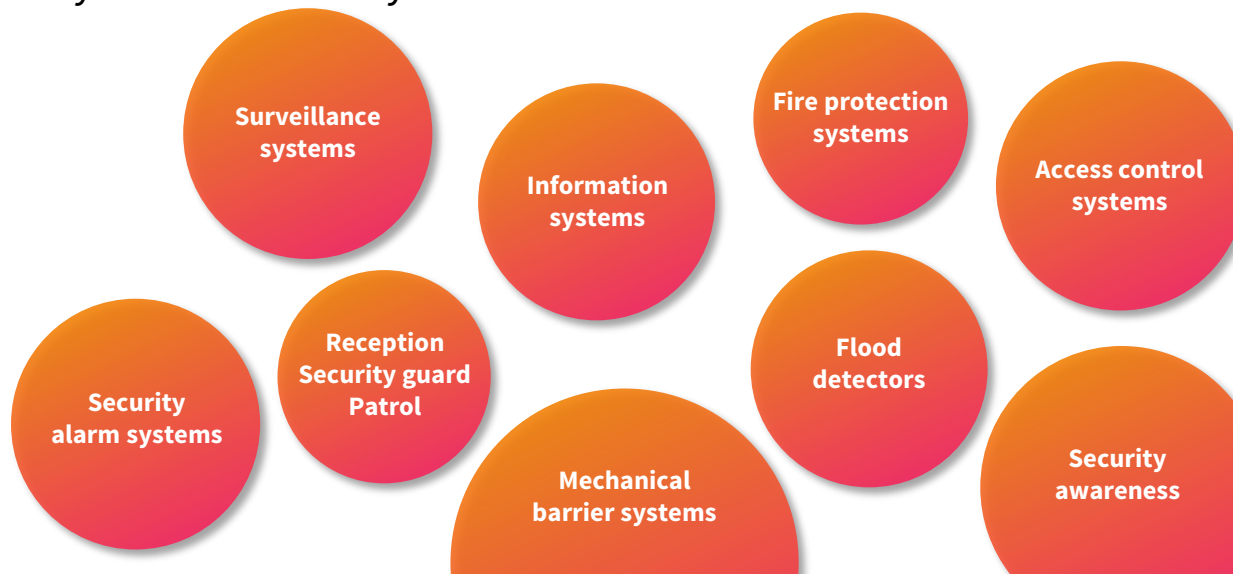 Surveillance
systems
Information
systems
Fire protection
systems
Access control
systems
Security
alarm systems
Reception
Security guard
Patrol
Mechanical
barrier systems
Flood
detectors
Security
awareness